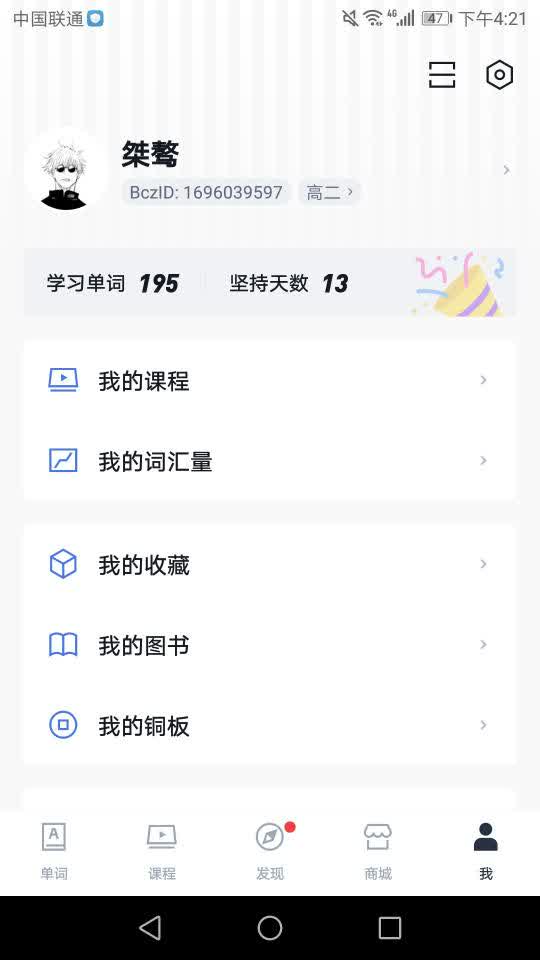 中国联通 4G 47 下午4:21
桀骜
BczID: 1696039597 高二
学习单词 195 坚持天数 13
我的课程
我的词汇量
我的收藏
我的图书
我的铜板
单词 课程 发现 商城 我